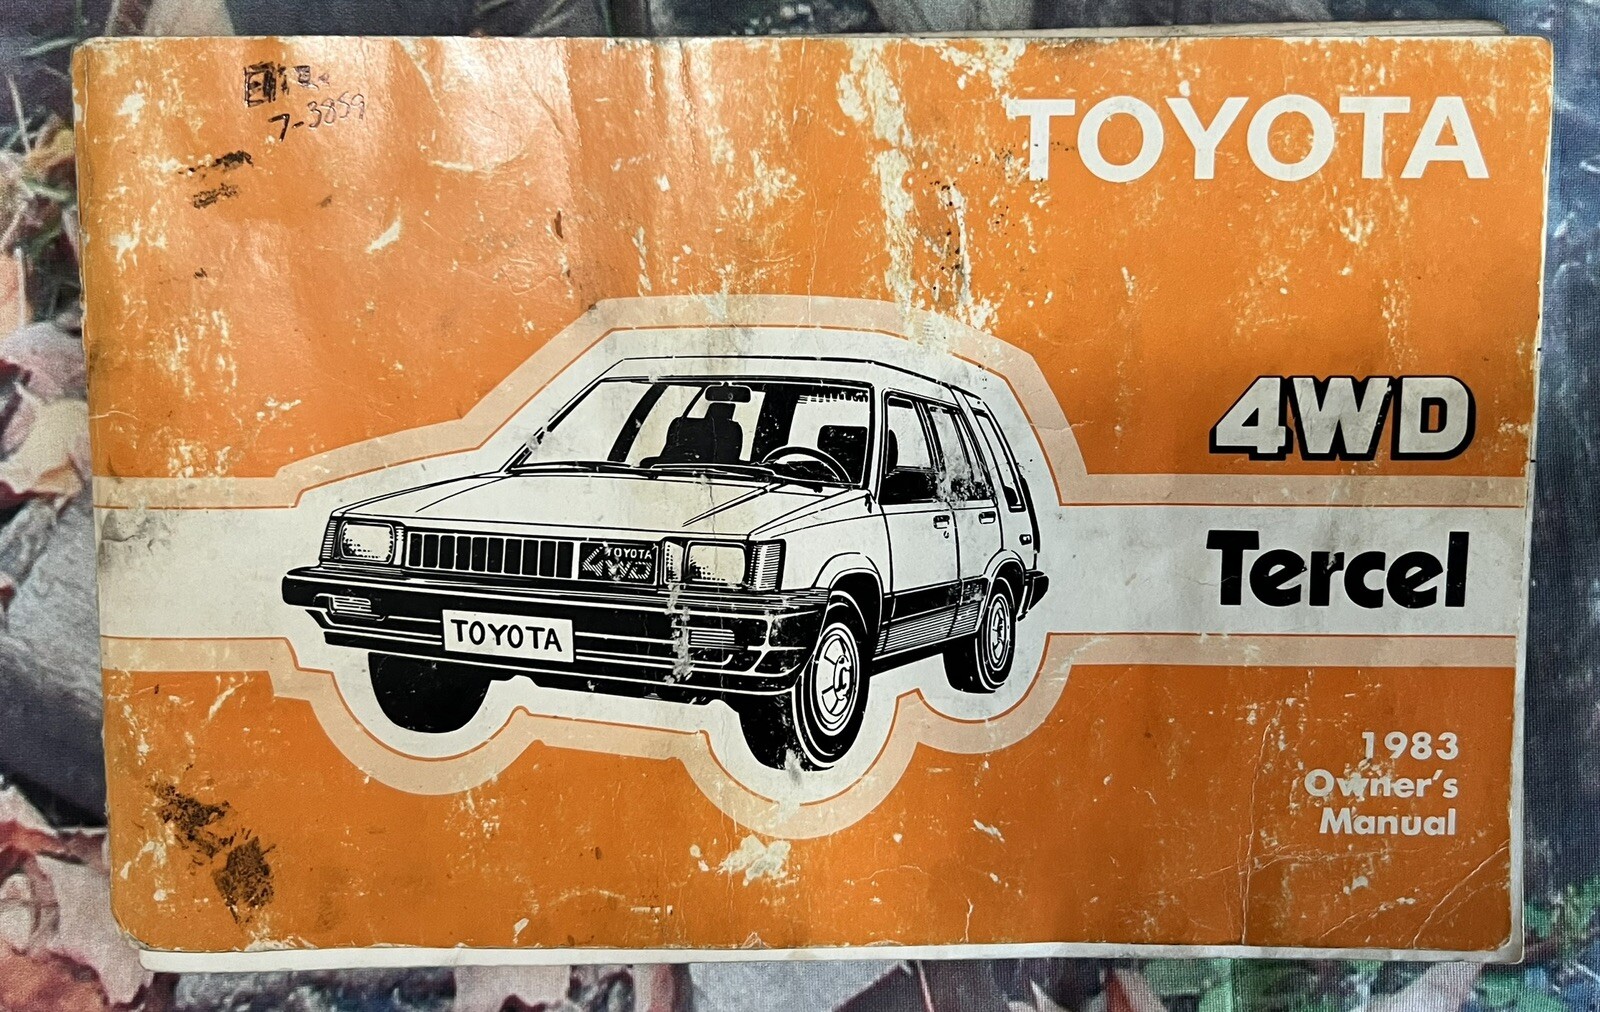 7-3859
TOYOTA
4WD
TOYOTA
4WD
Tercel
TOYOTA
1983
Owner's
Manual